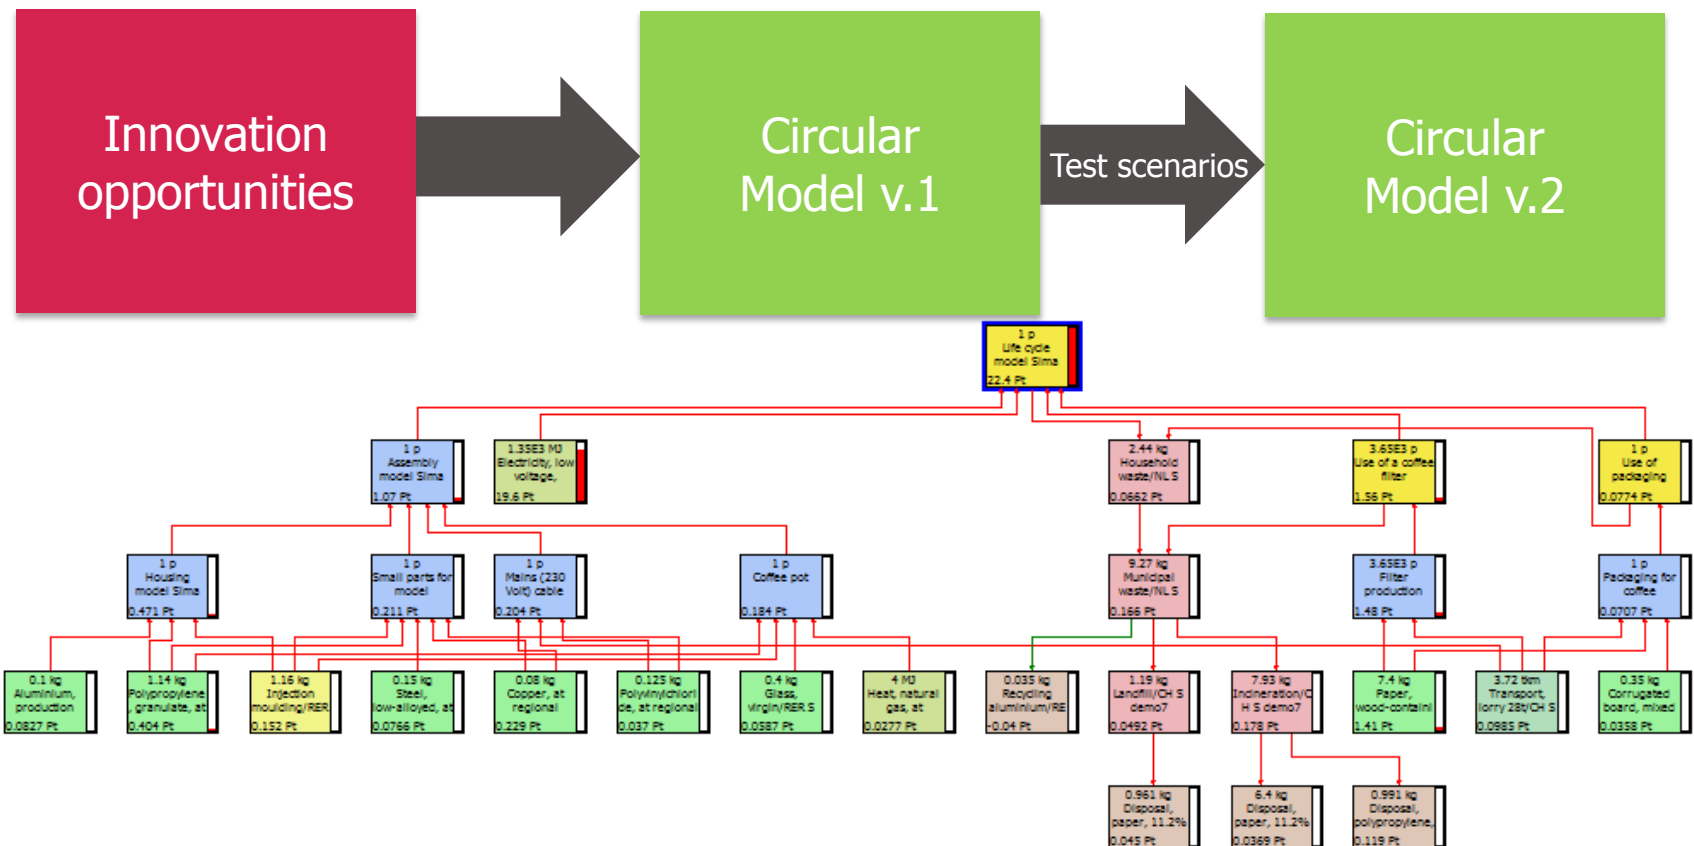 Innovation
opportunities
Circular
Model v.1
Test scenarios
Circular
Model v.2
1 p
Life cycle
model Sima
22.4 Pt
1 p
Assembly
model Sima
1.07 Pt
1.35E3 MJ
Electricity, low
voltage,
19.6 Pt
2.44 kg
Household
waste/NL S
0.0662 Pt
3.65E3 p
Use of a coffee
filter
1.56 Pt
1 p
Use of
packaging
0.0774 Pt
1 p
Housing
model Sima
0.471 Pt
1 p
Small parts for
model
0.211 Pt
1 p
Mains (230
Volt) cable
0.204 Pt
1 p
Coffee pot
0.184 Pt
9.27 kg
Municipal
waste/NL S
0.166 Pt
3.65E3 p
Filter
production
1.48 Pt
1 p
Packaging for
coffee
0.0707 Pt
0.1 kg
Aluminium,
production
0.0827 Pt
1.14 kg
Polypropylene
, granulate, at
0.404 Pt
1.16 kg
Injection
moulding/RER
0.152 Pt
0.15 kg
Steel,
low-alloyed, at
0.0766 Pt
0.08 kg
Copper, at
regional
0.229 Pt
0.125 kg
Polyvinylchlori
de, at regional
0.037 Pt
0.4 kg
Glass,
virgin/RER S
0.0587 Pt
4 MJ
Heat, natural
gas, at
0.0277 Pt
0.035 kg
Recycling
aluminium/RE
-0.04 Pt
1.19 kg
Landfill/CH S
demo7
0.0492 Pt
7.93 kg
Incineration/C
H S demo7
0.178 Pt
7.4 kg
Paper,
wood-containi
1.41 Pt
3.72 tkm
Transport,
lorry 28t/CH S
0.0985 Pt
0.35 kg
Corrugated
board, mixed
0.0358 Pt
0.961 kg
Disposal,
paper, 11.2%
0.045 Pt
6.4 kg
Disposal,
paper, 11.2%
0.0369 Pt
0.991 kg
Disposal,
polypropylene,
0.119 Pt